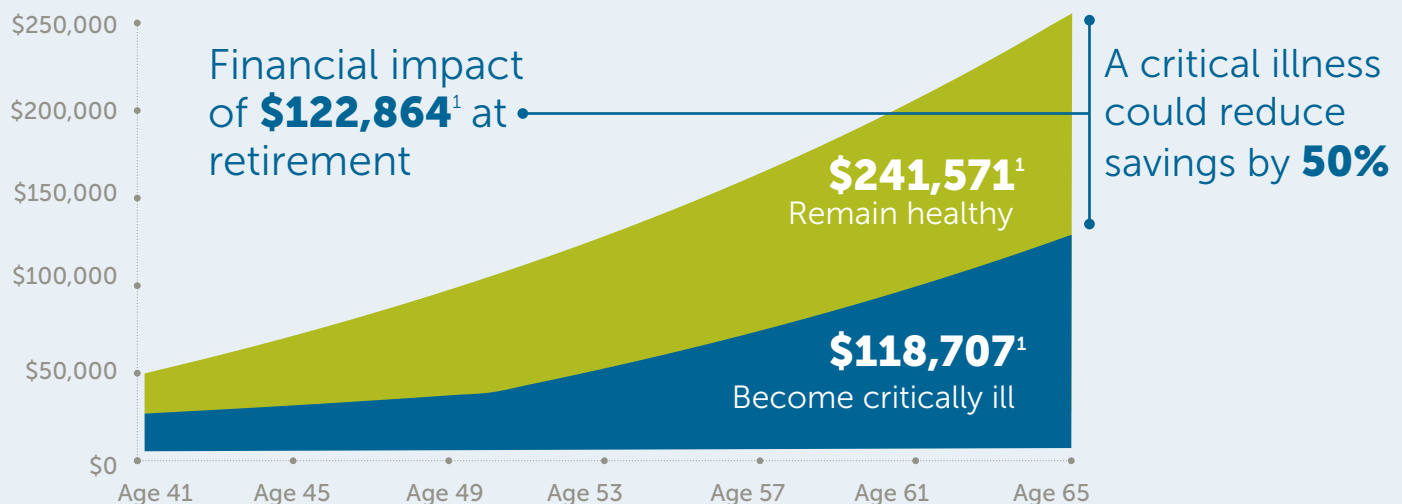 $250,000
$200,000
$150,000
$100,000
$50,000
$0
Financial impact
of $122,864¹ at
retirement
A critical illness
could reduce
savings by 50%
$241,571¹
Remain healthy
$118,707¹
Become critically ill
Age 41 Age 45 Age 49 Age 53 Age 57 Age 61 Age 65